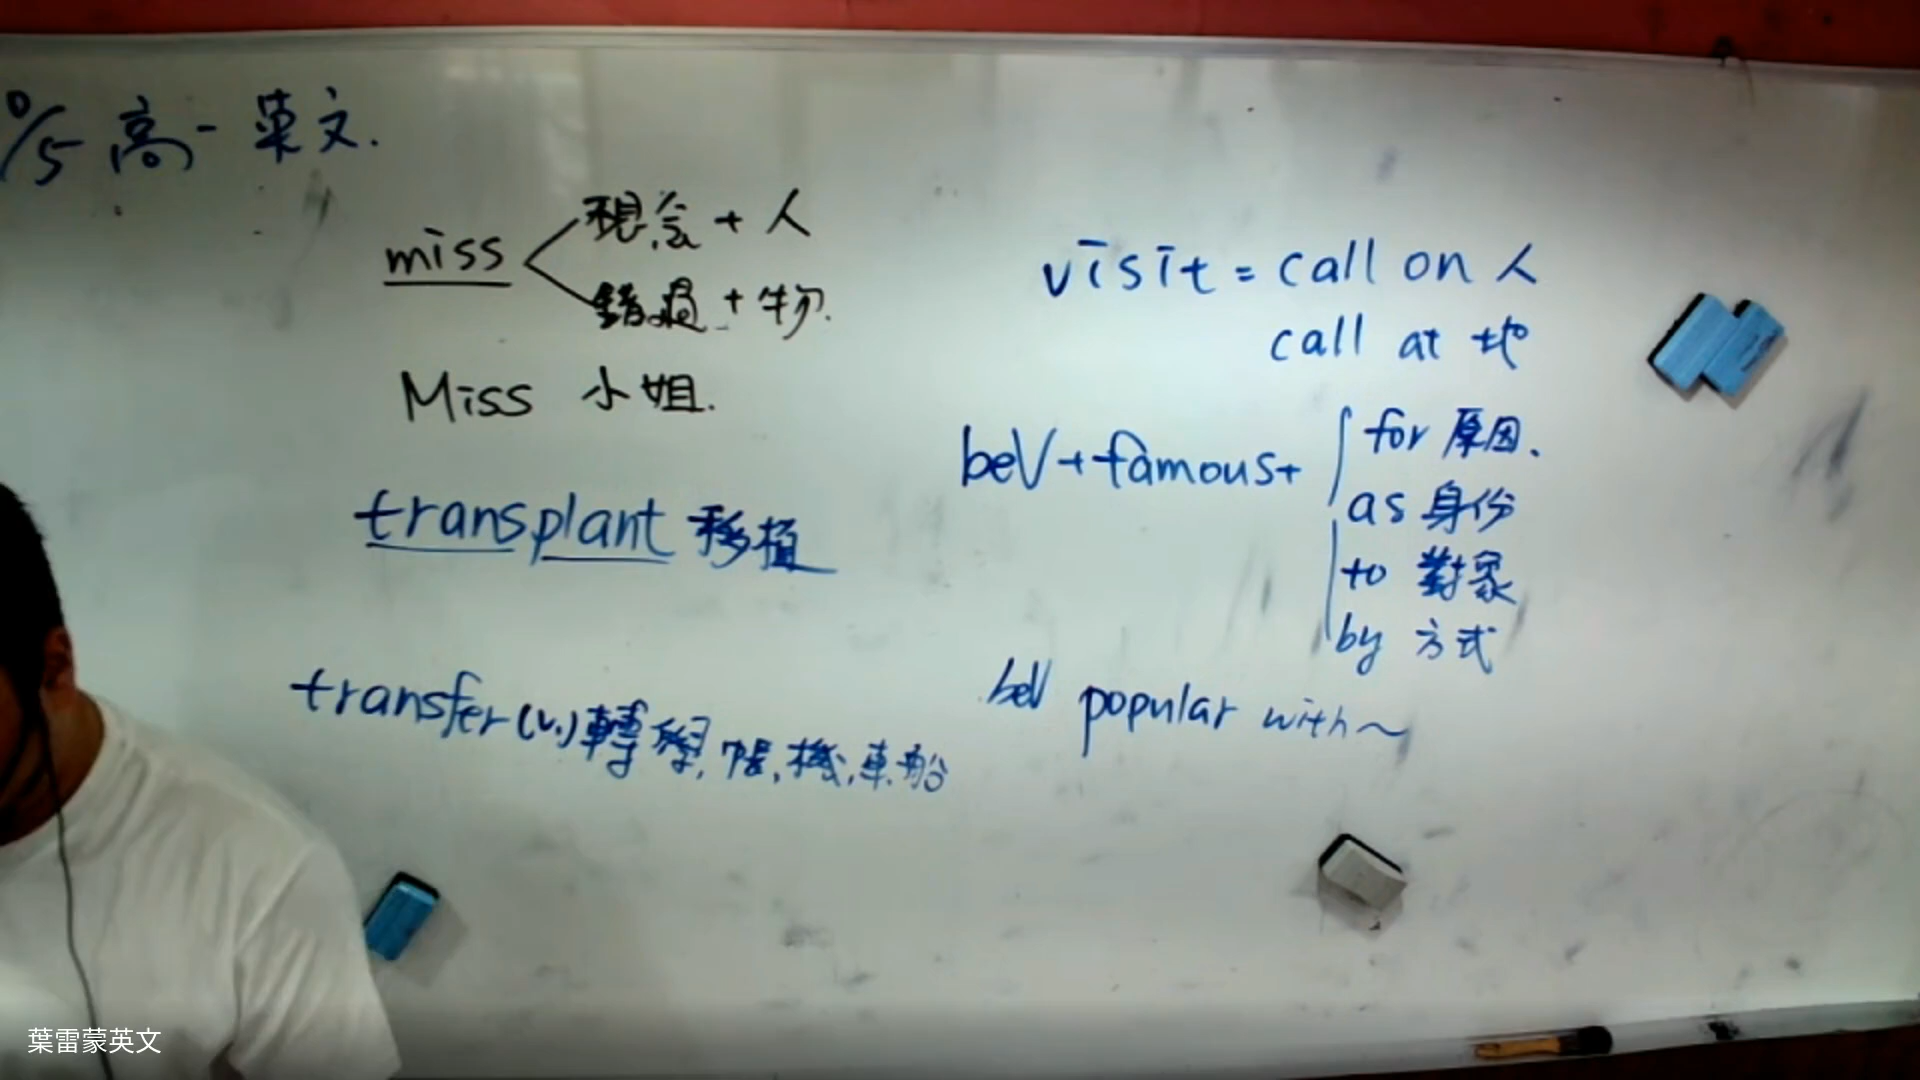 0/5 高一 英文.
miss 想念 + 人
錯過 + 物.
Miss 小姐.
transplant 移植
transfer (v.) 轉學, 帳, 機, 車, 船
visit = call on 人
call at 地
beV + famous + for 原因.
as 身份
to 對象
by 方式
beV popular with ~
葉雷蒙英文